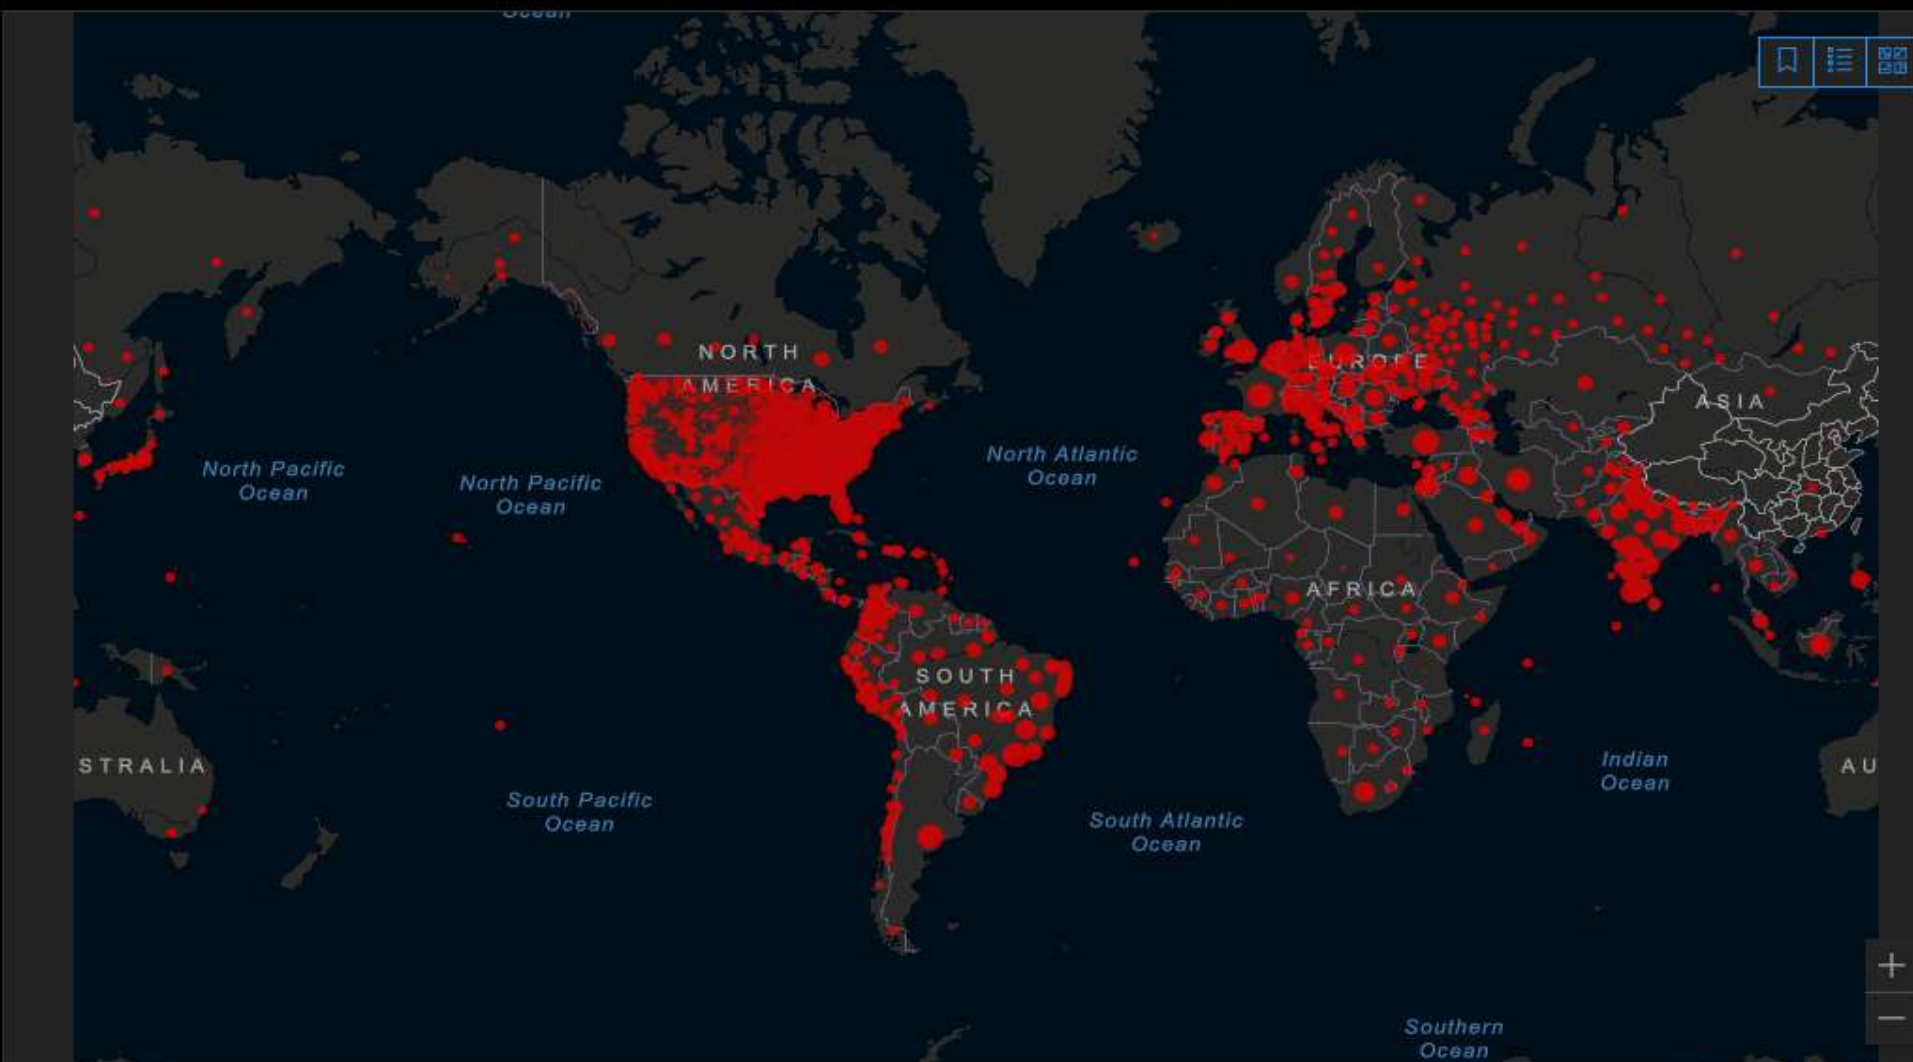 Ocean
NORTH
AMERICA
EUROPE
ASIA
North Pacific
Ocean
North Pacific
Ocean
North Atlantic
Ocean
AFRICA
SOUTH
AMERICA
STRALIA
South Pacific
Ocean
South Atlantic
Ocean
Indian
Ocean
AU
Southern
Ocean